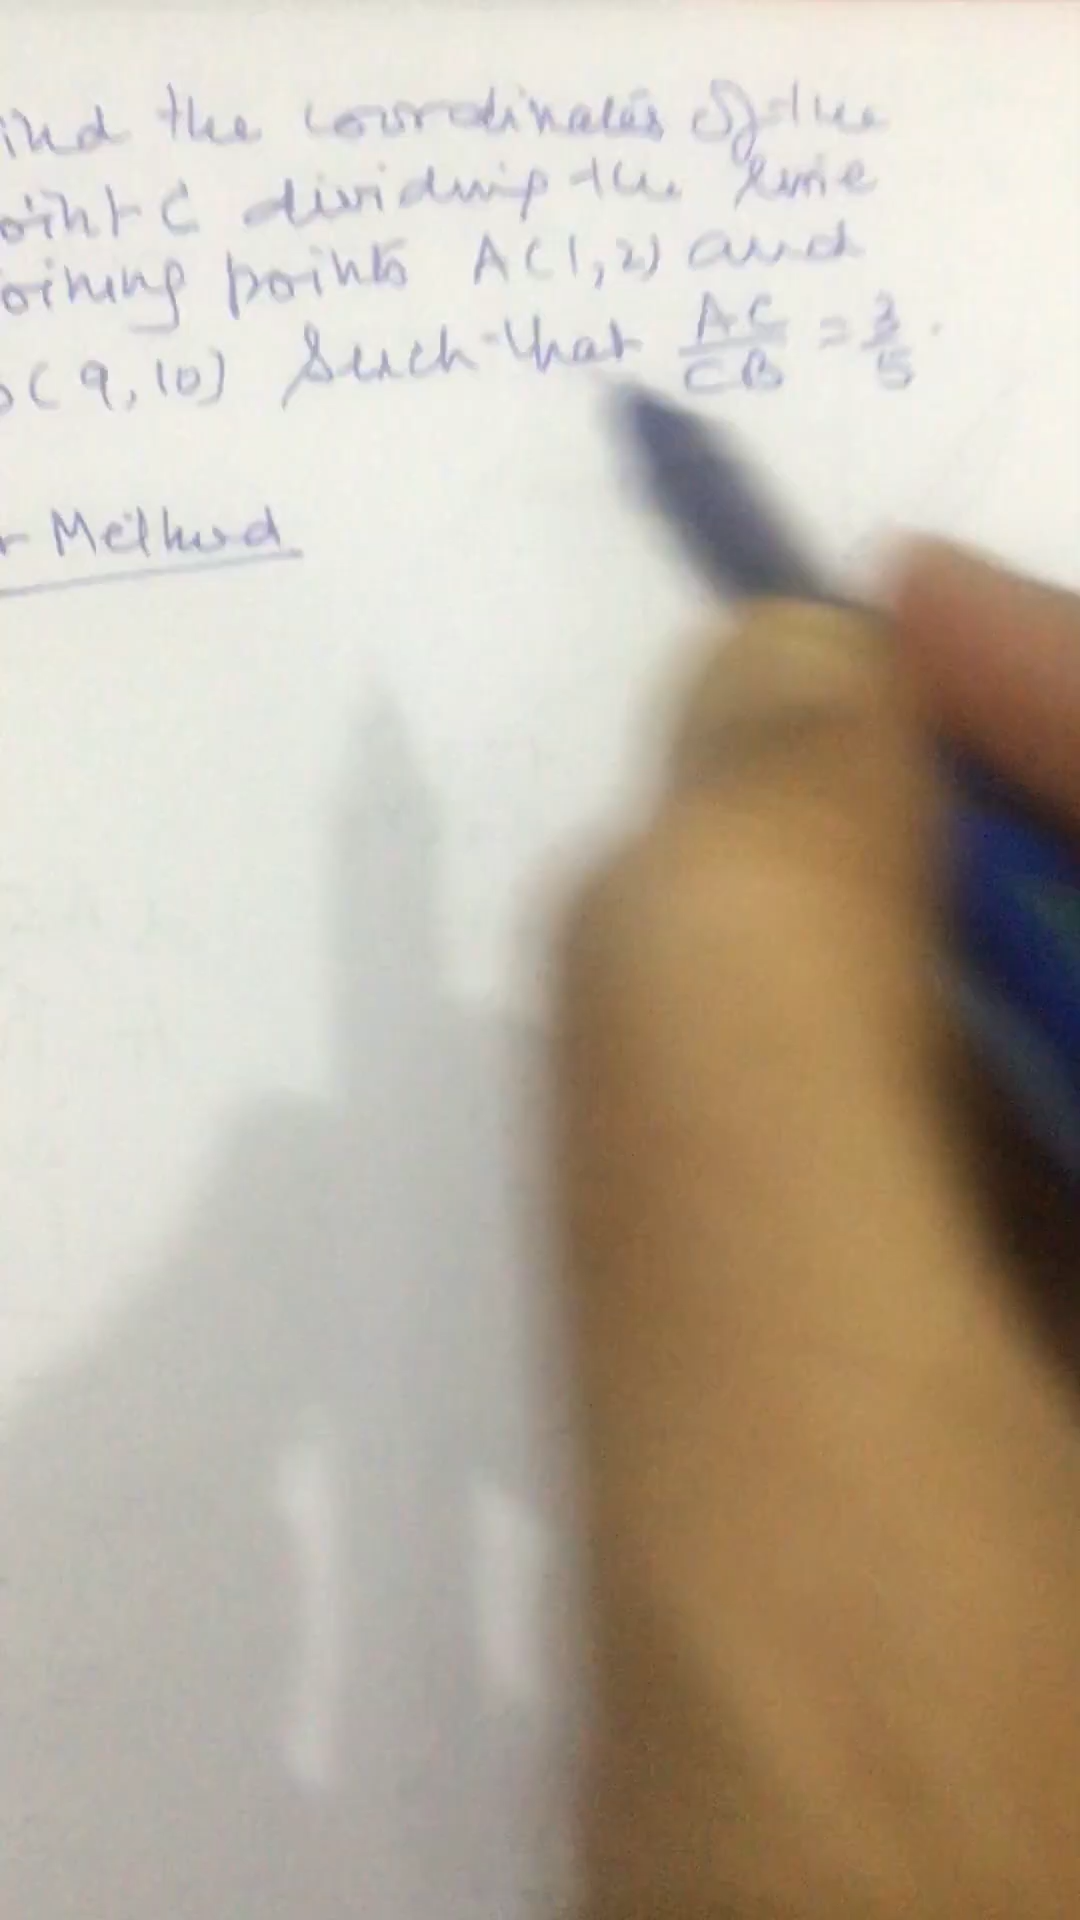 ind the coordinates of the
oint C dividing the line
oining points A(1,2) and
(9,10) Such that AC/CB = 3/5.
Method